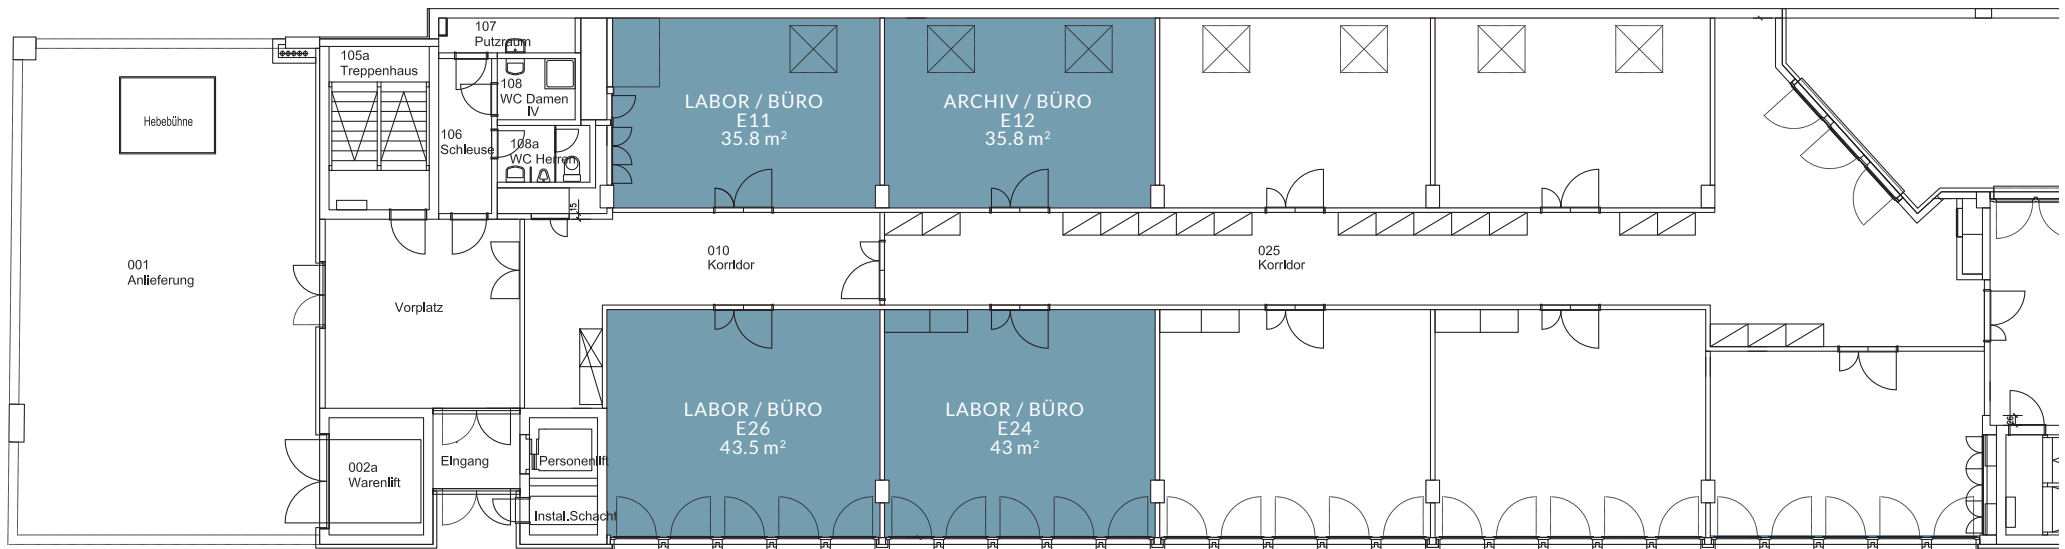 107
Putzraum
105a
Treppenhaus
108
WC Damen
IV
Hebebühne
106
Schleuse
108a
WC Herren
LABOR / BÜRO
E11
35.8 m²
ARCHIV / BÜRO
E12
35.8 m²
15
001
Anlieferung
010
Korridor
025
Korridor
Vorplatz
LABOR / BÜRO
E26
43.5 m²
LABOR / BÜRO
E24
43 m²
26
002a
Warenlift
Eingang
Personenlift
Instal.Schacht